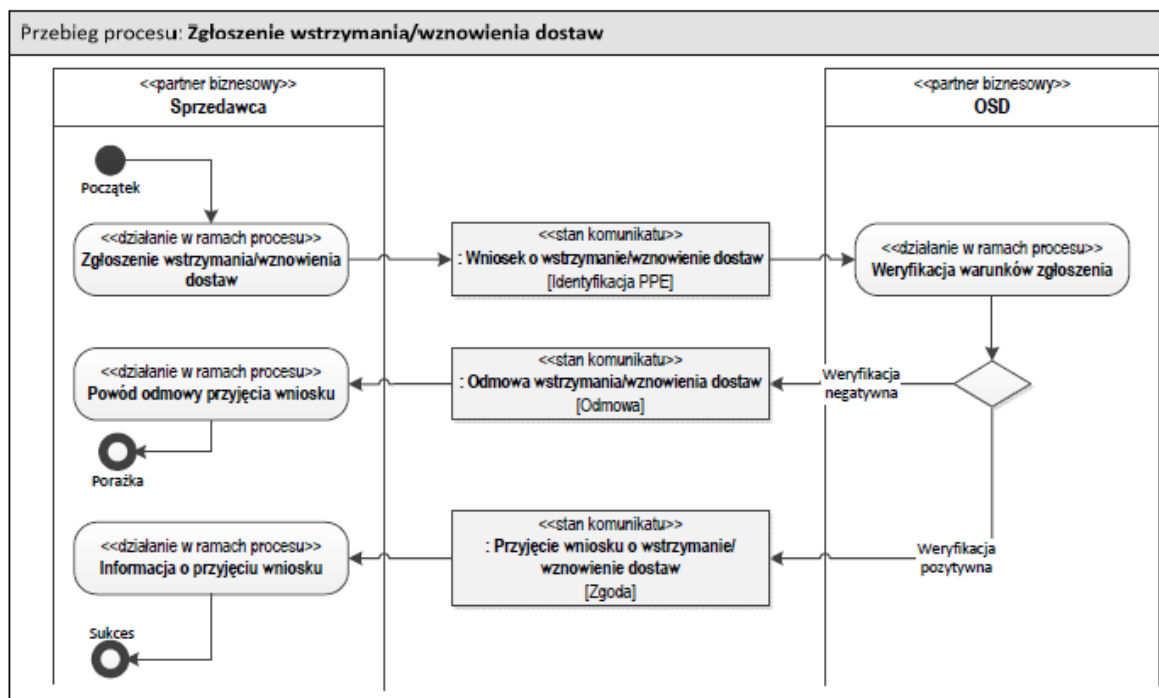 Przebieg procesu: Zgłoszenie wstrzymania/wznowienia dostaw
<<partner biznesowy>>
Sprzedawca
<<partner biznesowy>>
OSD
Początek
<<działanie w ramach procesu>>
Zgłoszenie wstrzymania/wznowienia
dostaw
<<stan komunikatu>>
: Wniosek o wstrzymanie/wznowienie dostaw
[Identyfikacja PPE]
<<działanie w ramach procesu>>
Weryfikacja warunków zgłoszenia
<<działanie w ramach procesu>>
Powód odmowy przyjęcia wniosku
<<stan komunikatu>>
: Odmowa wstrzymania/wznowienia dostaw
[Odmowa]
Weryfikacja
negatywna
Porażka
<<działanie w ramach procesu>>
Informacja o przyjęciu wniosku
<<stan komunikatu>>
: Przyjęcie wniosku o wstrzymanie/
wznowienie dostaw
[Zgoda]
Weryfikacja
pozytywna
Sukces